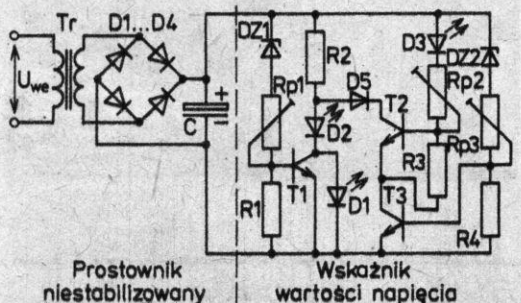 Tr
D1...D4
Uwe
C
+
-
DZ1
Rp1
R1
R2
D2
T1
D1
D5
D3
T2
Rp2
DZ2
Rp3
R3
T3
R4
Prostownik
niestabilizowany
Wskaźnik
wartości napięcia